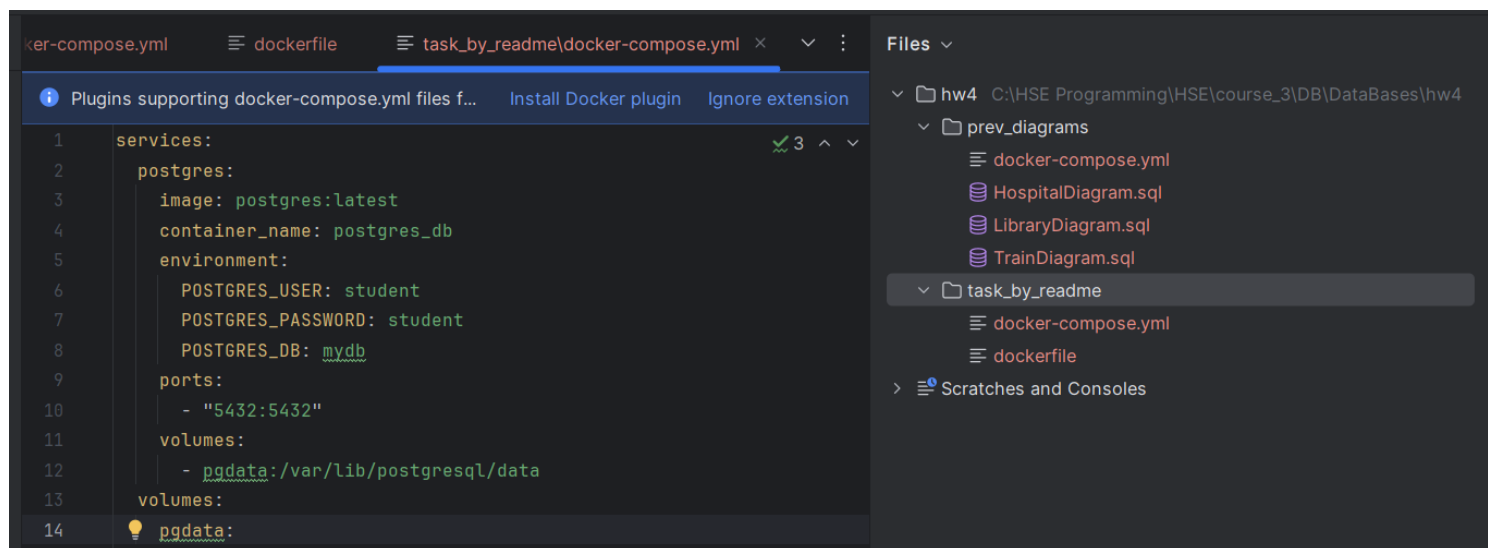 ker-compose.yml dockerfile task_by_readme\docker-compose.yml
Plugins supporting docker-compose.yml files f... Install Docker plugin Ignore extension
3
1 services:
2 postgres:
3 image: postgres:latest
4 container_name: postgres_db
5 environment:
6 POSTGRES_USER: student
7 POSTGRES_PASSWORD: student
8 POSTGRES_DB: mydb
9 ports:
10 - "5432:5432"
11 volumes:
12 - pgdata:/var/lib/postgresql/data
13 volumes:
14 pgdata:
Files
hw4 C:\HSE Programming\HSE\course_3\DB\DataBases\hw4
prev_diagrams
docker-compose.yml
HospitalDiagram.sql
LibraryDiagram.sql
TrainDiagram.sql
task_by_readme
docker-compose.yml
dockerfile
Scratches and Consoles